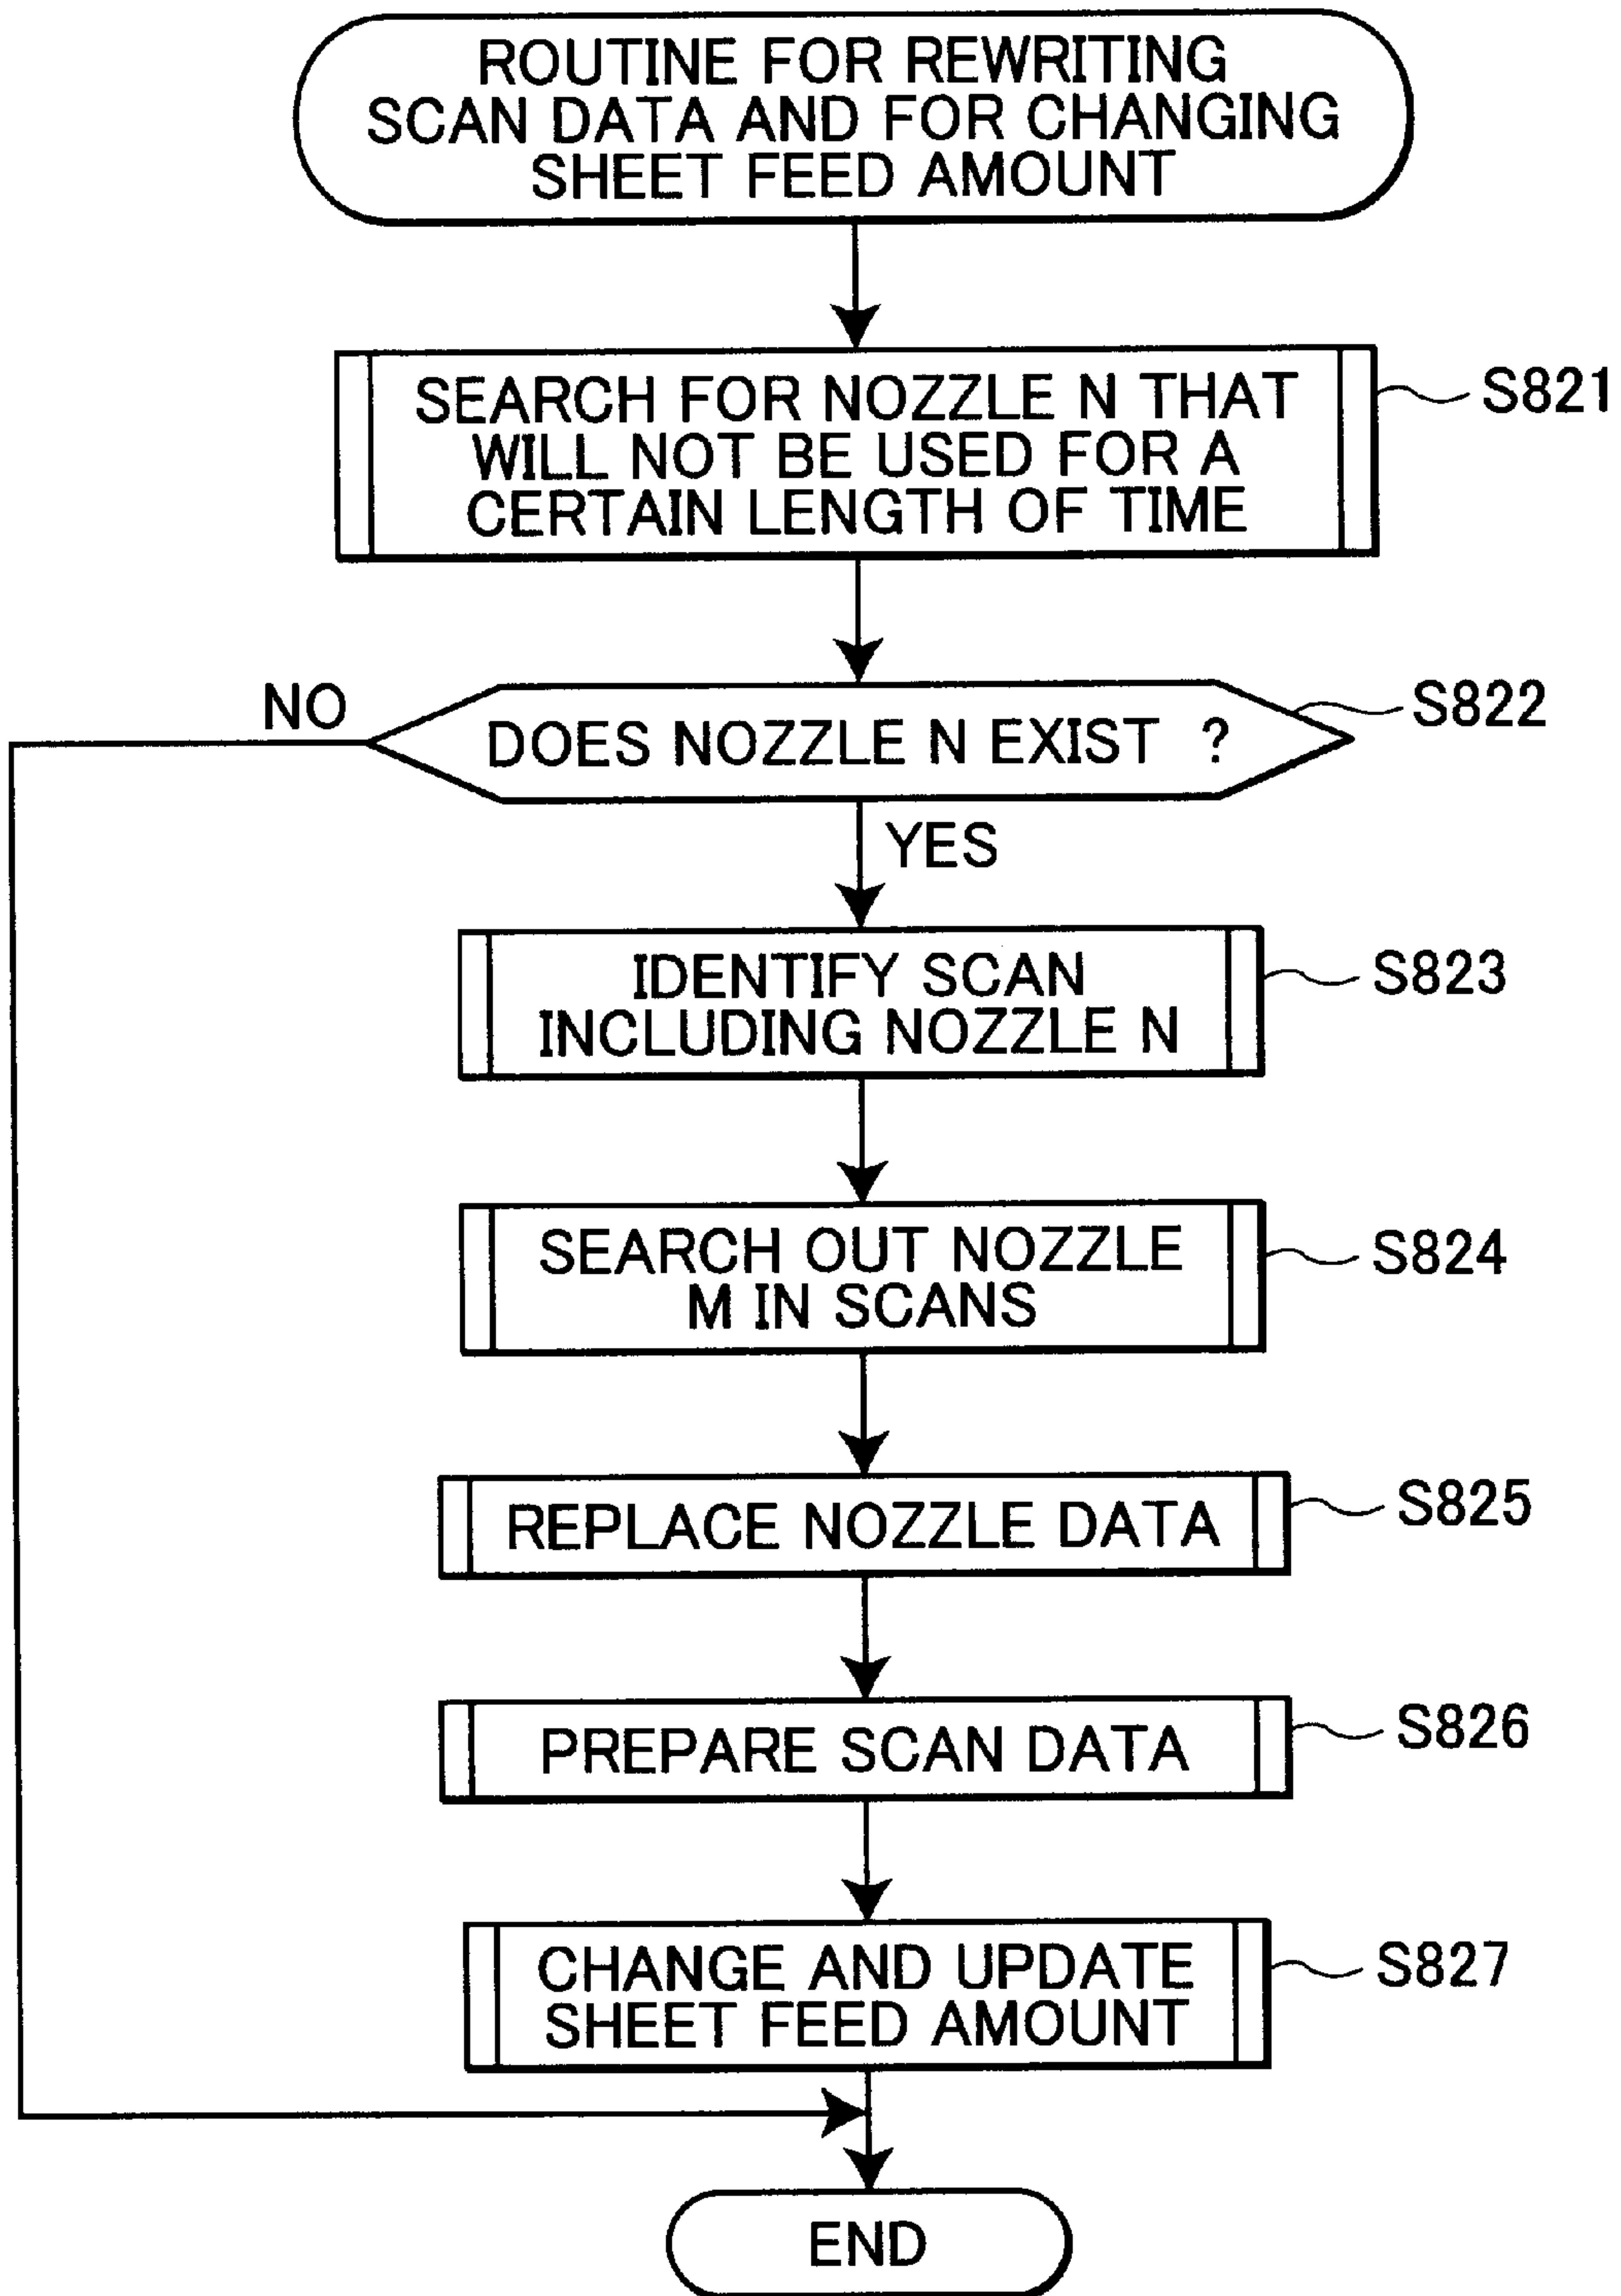 ROUTINE FOR REWRITING
SCAN DATA AND FOR CHANGING
SHEET FEED AMOUNT
SEARCH FOR NOZZLE N THAT
WILL NOT BE USED FOR A
CERTAIN LENGTH OF TIME
S821
NO
DOES NOZZLE N EXIST ?
S822
YES
IDENTIFY SCAN
INCLUDING NOZZLE N
S823
SEARCH OUT NOZZLE
M IN SCANS
S824
REPLACE NOZZLE DATA
S825
PREPARE SCAN DATA
S826
CHANGE AND UPDATE
SHEET FEED AMOUNT
S827
END